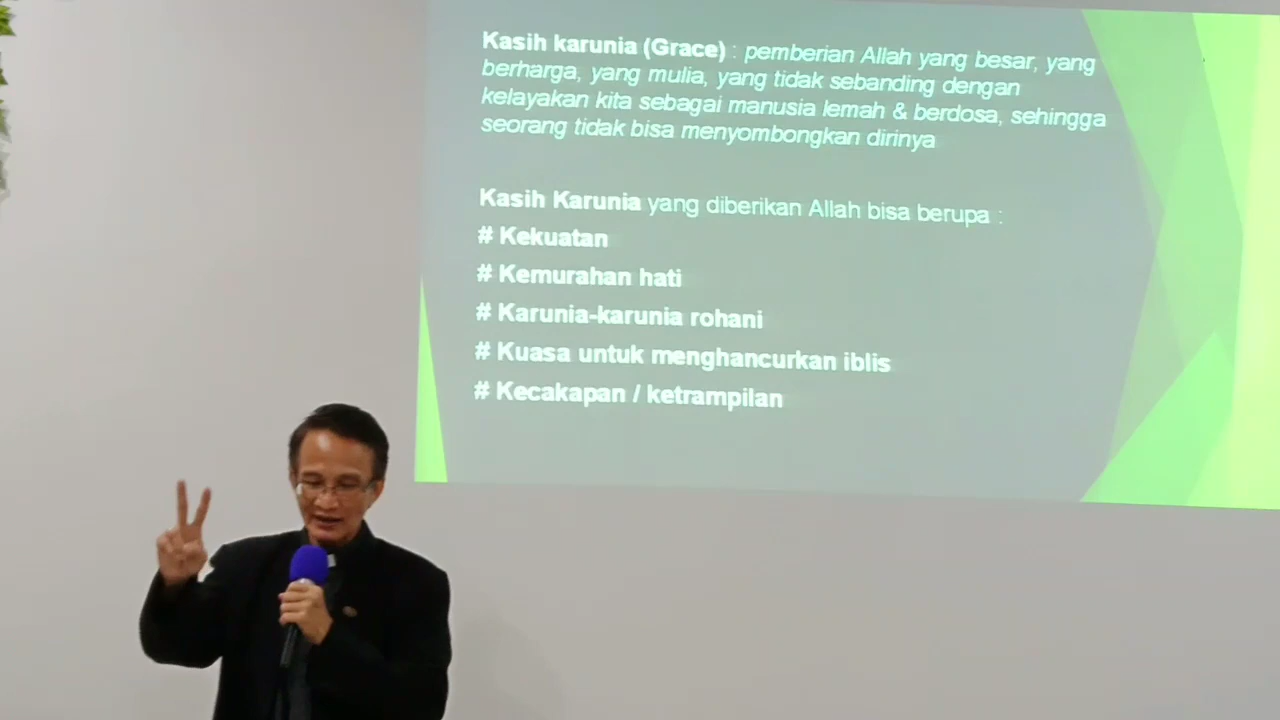 Kasih karunia (Grace) : pemberian Allah yang besar, yang
berharga, yang mulia, yang tidak sebanding dengan
kelayakan kita sebagai manusia lemah & berdosa, sehingga
seorang tidak bisa menyombongkan dirinya
Kasih Karunia yang diberikan Allah bisa berupa :
# Kekuatan
# Kemurahan hati
# Karunia-karunia rohani
# Kuasa untuk menghancurkan iblis
# Kecakapan / ketrampilan